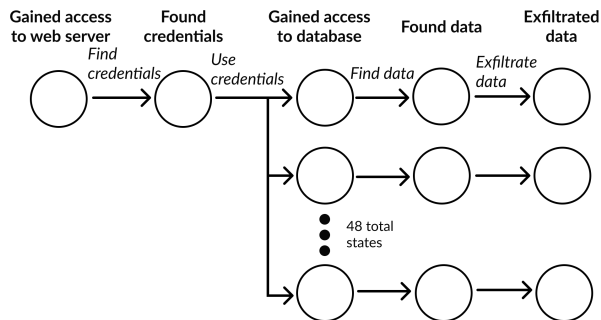 Gained access
to web server
Found
credentials
Gained access
to database
Found data
Exfiltrated
data
Find
credentials
Use
credentials
Find data
Exfiltrate
data
48 total
states